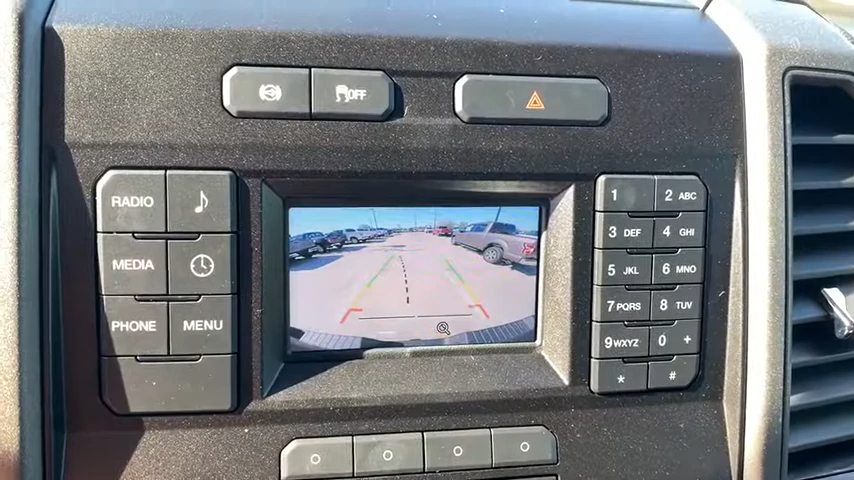 OFF
RADIO
MEDIA
PHONE MENU
1 2 ABC
3 DEF 4 GHI
5 JKL 6 MNO
7 PQRS 8 TUV
9 WXYZ 0 +
* #